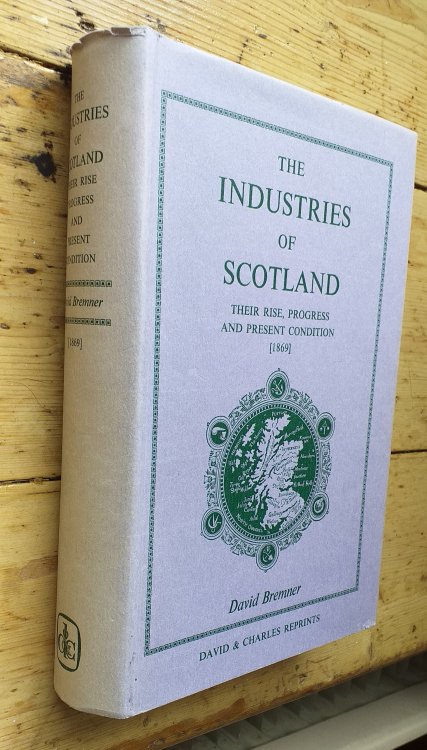 THE
INDUSTRIES
OF
SCOTLAND
THEIR RISE, PROGRESS
AND PRESENT CONDITION
[1869]
David Bremner
DAVID & CHARLES REPRINTS
THE
INDUSTRIES
OF
SCOTLAND
THEIR RISE
PROGRESS
AND
PRESENT
CONDITION
David Bremner
[1869]